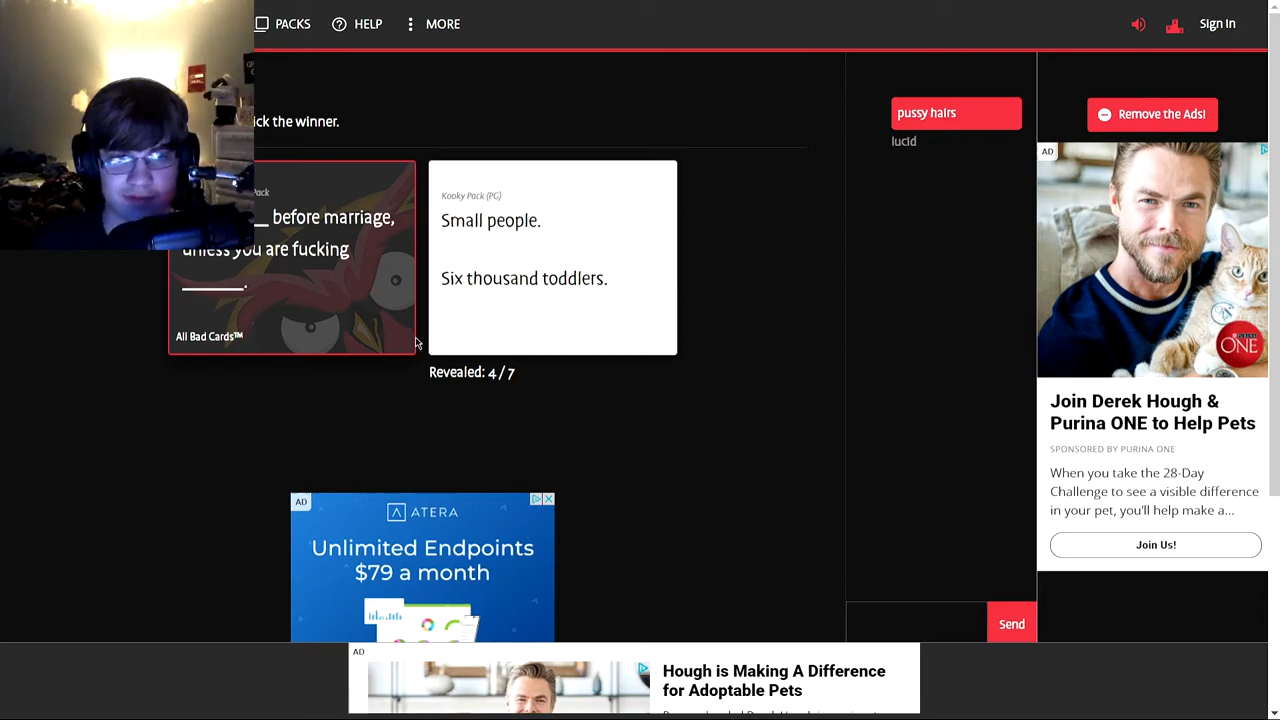 PACKS
HELP
MORE
Sign In
ick the winner.
pussy hairs
lucid
Remove the Ads!
AD
Pack
before marriage,
unless you are fucking
______.
All Bad Cards™
Kooky Pack (PG)
Small people.
Six thousand toddlers.
Revealed: 4 / 7
ONE
Join Derek Hough &
Purina ONE to Help Pets
SPONSORED BY PURINA ONE
When you take the 28-Day
Challenge to see a visible difference
in your pet, you'll help make a...
Join Us!
AD
ATERA
Unlimited Endpoints
$79 a month
Send
AD
Hough is Making A Difference
for Adoptable Pets